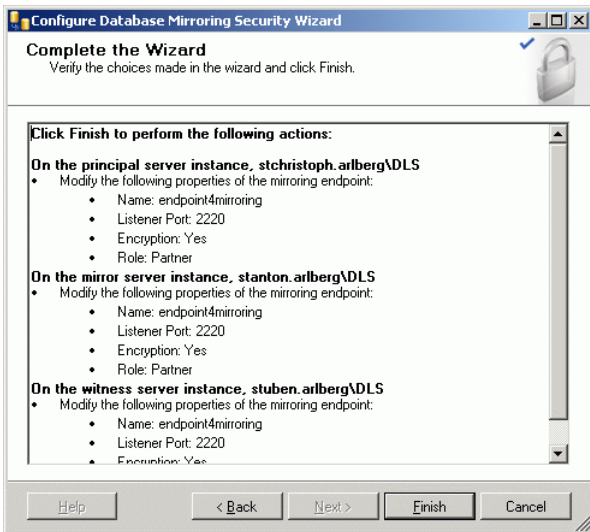 Configure Database Mirroring Security Wizard
Complete the Wizard
Verify the choices made in the wizard and click Finish.
Click Finish to perform the following actions:
On the principal server instance, stchristoph.arlberg\DLS
• Modify the following properties of the mirroring endpoint:
• Name: endpoint4mirroring
• Listener Port: 2220
• Encryption: Yes
• Role: Partner
On the mirror server instance, stanton.arlberg\DLS
• Modify the following properties of the mirroring endpoint:
• Name: endpoint4mirroring
• Listener Port: 2220
• Encryption: Yes
• Role: Partner
On the witness server instance, stuben.arlberg\DLS
• Modify the following properties of the mirroring endpoint:
• Name: endpoint4mirroring
• Listener Port: 2220
• Encryption: Yes
Help
< Back
Next >
Finish
Cancel